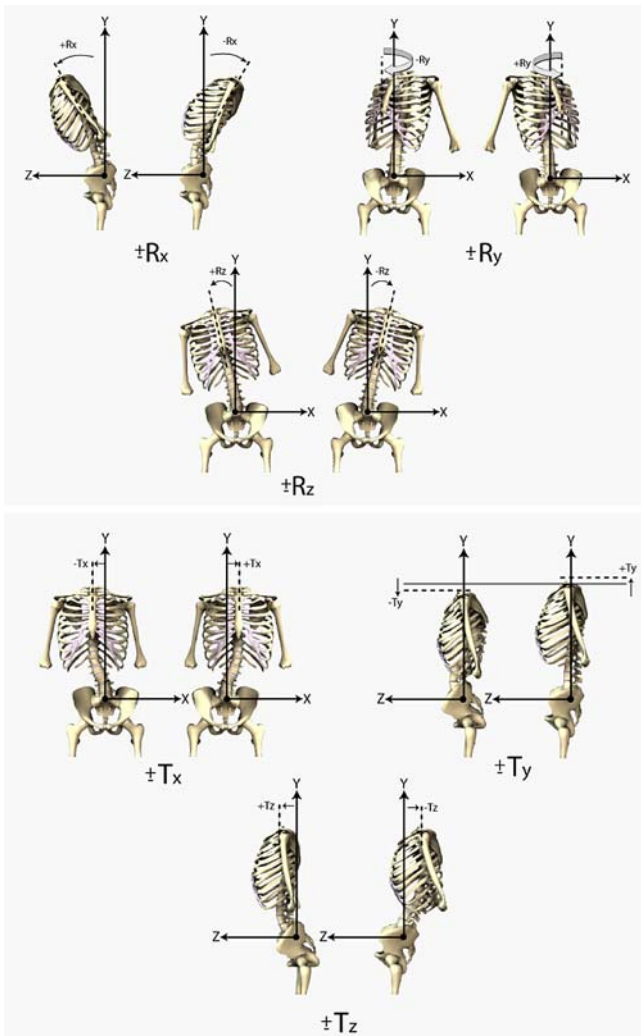 Y Y Y Y
+Rx -Rx -Ry +Ry
Z Z X X
±Rx ±Ry
Y Y
+Rz -Rz
X X
±Rz
Y Y Y Y
-Tx +Tx -Ty +Ty
X X Z Z
±Tx ±Ty
Y Y
+Tz -Tz
Z Z
±Tz